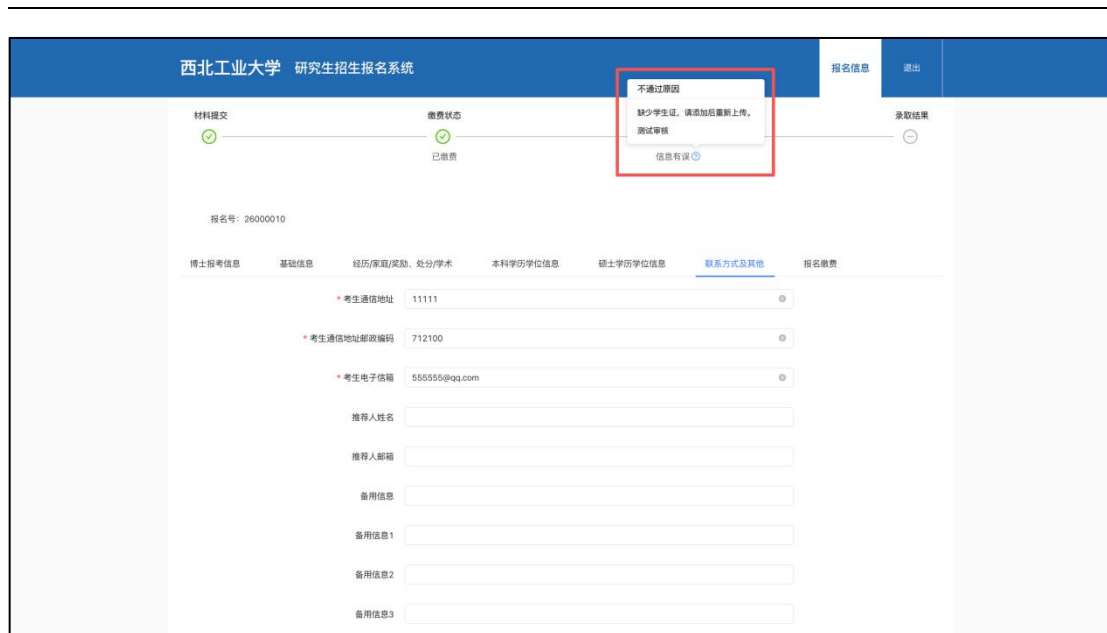 西北工业大学 研究生招生报名系统
报名信息
退出
不通过原因
缺少学生证，请添加后重新上传。
测试审核
材料提交
缴费状态
录取结果
已缴费
信息有误
报名号：26000010
博士报考信息
基础信息
经历/家庭/奖励、处分/学术
本科学历学位信息
硕士学历学位信息
联系方式及其他
报名缴费
* 考生通信地址 11111
* 考生通信地址邮政编码 712100
* 考生电子信箱 555555@qq.com
推荐人姓名
推荐人邮箱
备用信息
备用信息1
备用信息2
备用信息3